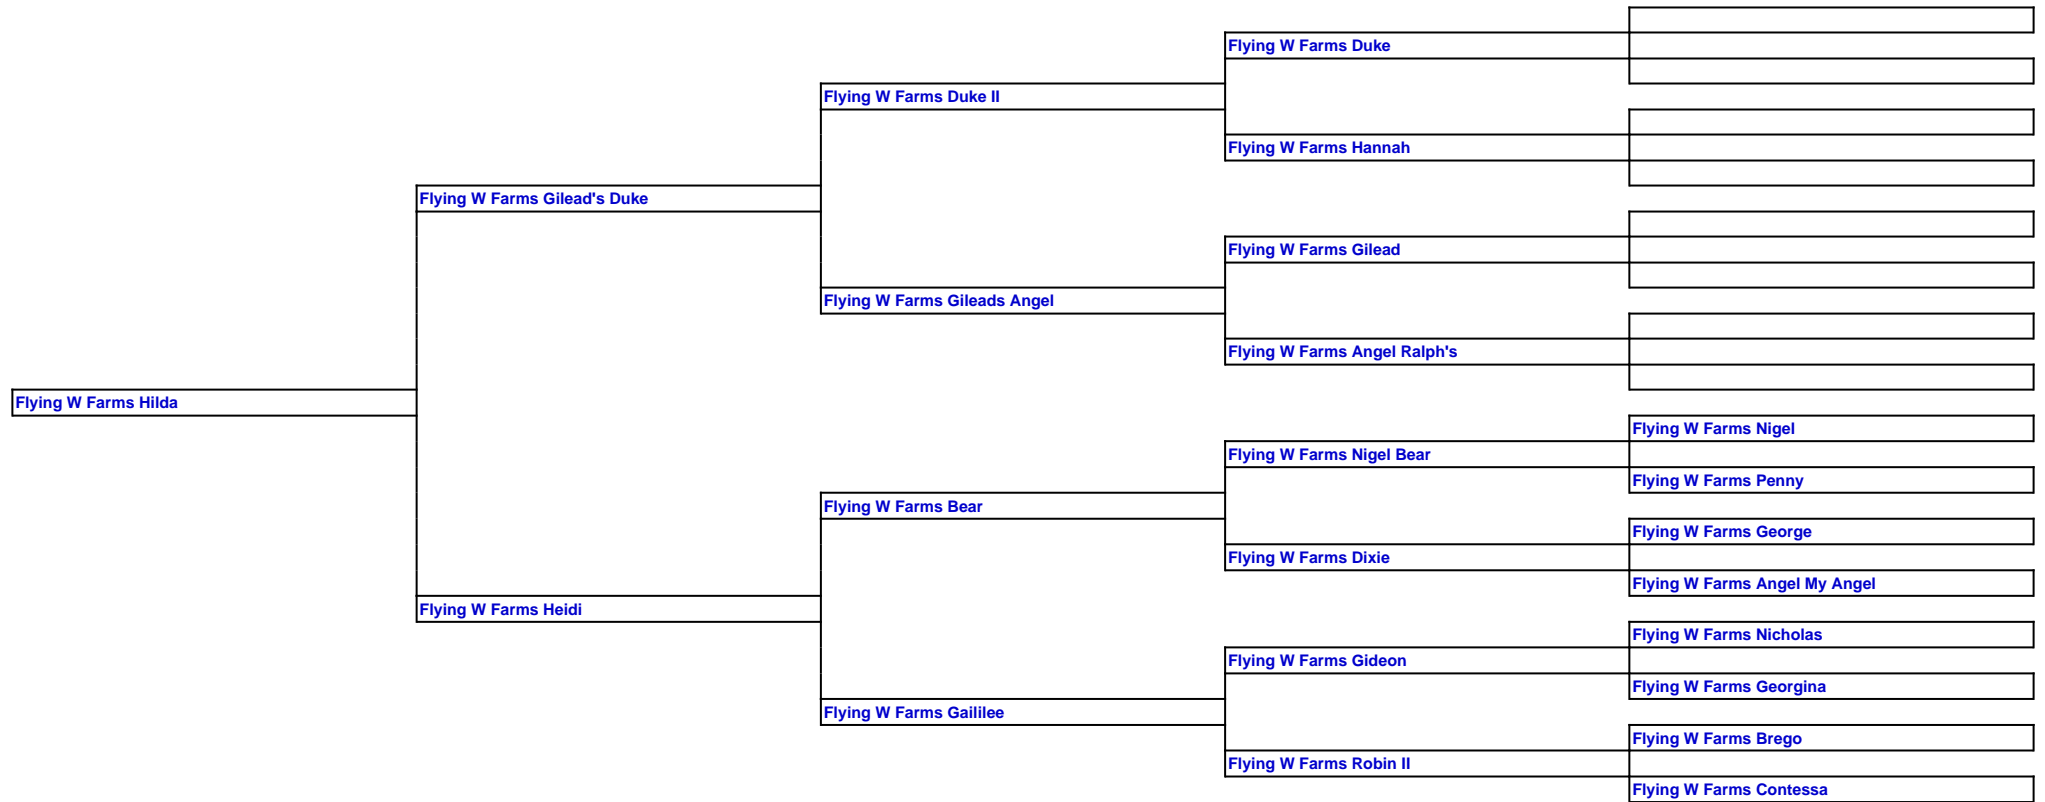 Flying W Farms Duke
Flying W Farms Duke II
Flying W Farms Hannah
Flying W Farms Gilead's Duke
Flying W Farms Gilead
Flying W Farms Gileads Angel
Flying W Farms Angel Ralph's
Flying W Farms Hilda
Flying W Farms Nigel
Flying W Farms Nigel Bear
Flying W Farms Penny
Flying W Farms Bear
Flying W Farms George
Flying W Farms Dixie
Flying W Farms Angel My Angel
Flying W Farms Heidi
Flying W Farms Nicholas
Flying W Farms Gideon
Flying W Farms Georgina
Flying W Farms Gaililee
Flying W Farms Brego
Flying W Farms Robin II
Flying W Farms Contessa